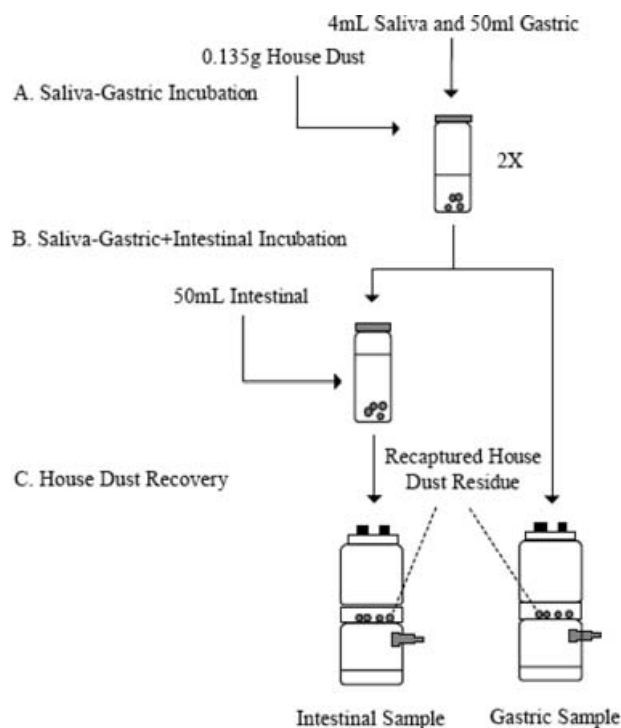 4mL Saliva and 50ml Gastric
0.135g House Dust
A. Saliva-Gastric Incubation
2X
B. Saliva-Gastric+Intestinal Incubation
50mL Intestinal
Recaptured House
Dust Residue
C. House Dust Recovery
Intestinal Sample
Gastric Sample